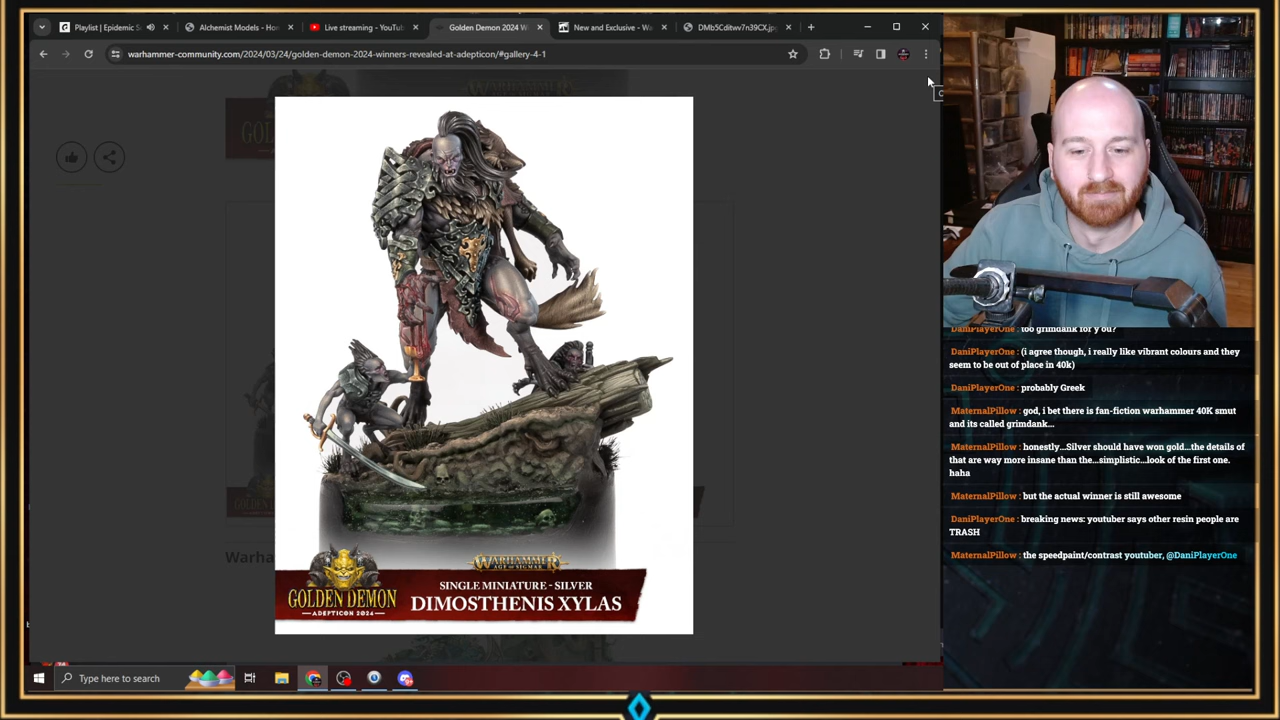 Playlist | Epidemic S
Alchemist Models - Ho
Live streaming - YouTu
Golden Demon 2024 W
New and Exclusive - Wa
DMb5Cditw7n39CXJ.jp
warhammer-community.com/2024/03/24/golden-demon-2024-winners-revealed-at-adepticon/#gallery-4-1
GOL
Warha
WARHAMMER
AGE OF SIGMAR
GOLDEN DEMON
ADEPTICON 2024
SINGLE MINIATURE - SILVER
DIMOSTHENIS XYLAS
DaniPlayerOne : too grimdank for y'ou?
DaniPlayerOne : (i agree though, i really like vibrant colours and they
seem to be out of place in 40k)
DaniPlayerOne : probably Greek
MaternalPillow : god, i bet there is fan-fiction warhammer 40K smut
and its called grimdank...
MaternalPillow : honestly...Silver should have won gold...the details of
that are way more insane than the...simplistic...look of the first one.
haha
MaternalPillow : but the actual winner is still awesome
DaniPlayerOne : breaking news: youtuber says other resin people are
TRASH
MaternalPillow : the speedpaint/contrast youtuber, @DaniPlayerOne
Type here to search